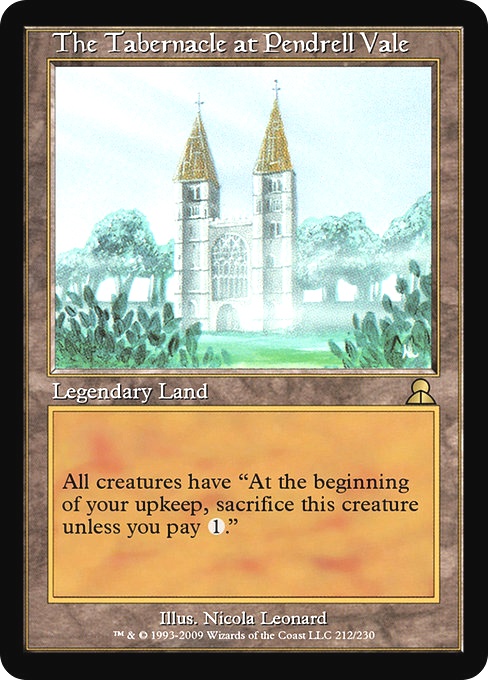 The Tabernacle at Pendrell Vale
Legendary Land
All creatures have “At the beginning
of your upkeep, sacrifice this creature
unless you pay 1.”
Illus. Nicola Leonard
™ & © 1993-2009 Wizards of the Coast LLC 212/230